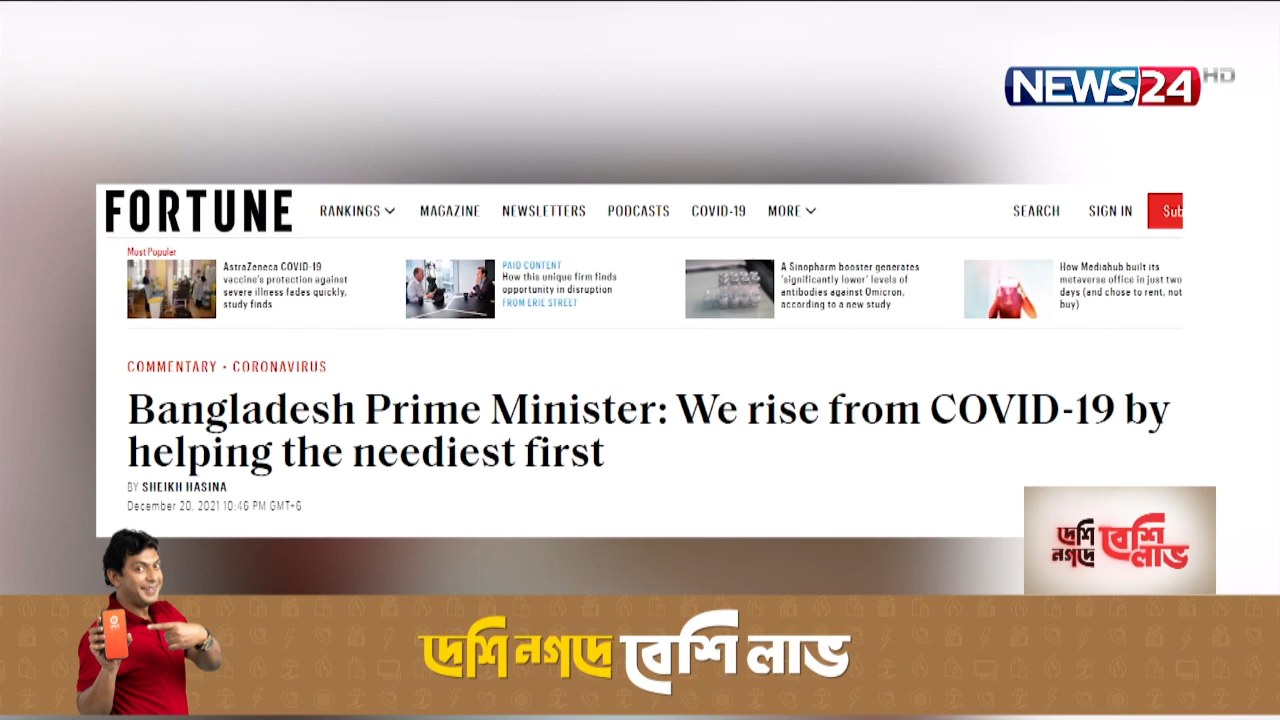 NEWS24 HD
FORTUNE
RANKINGS MAGAZINE NEWSLETTERS PODCASTS COVID-19 MORE SEARCH SIGN IN Sub
Most Popular
AstraZeneca COVID-19
vaccine's protection against
severe illness fades quickly,
study finds
PAID CONTENT
How this unique firm finds
opportunity in disruption
FROM ERIE STREET
A Sinopharm booster generates
'significantly lower' levels of
antibodies against Omicron,
according to a new study
How Mediahub built its
metaverse office in just two
days (and chose to rent, not
buy)
COMMENTARY • CORONAVIRUS
Bangladesh Prime Minister: We rise from COVID-19 by
helping the neediest first
BY SHEIKH HASINA
December 20, 2021 10:46 PM GMT+6
দেশি নগদে বেশি লাভ
দেশি নগদে বেশি লাভ